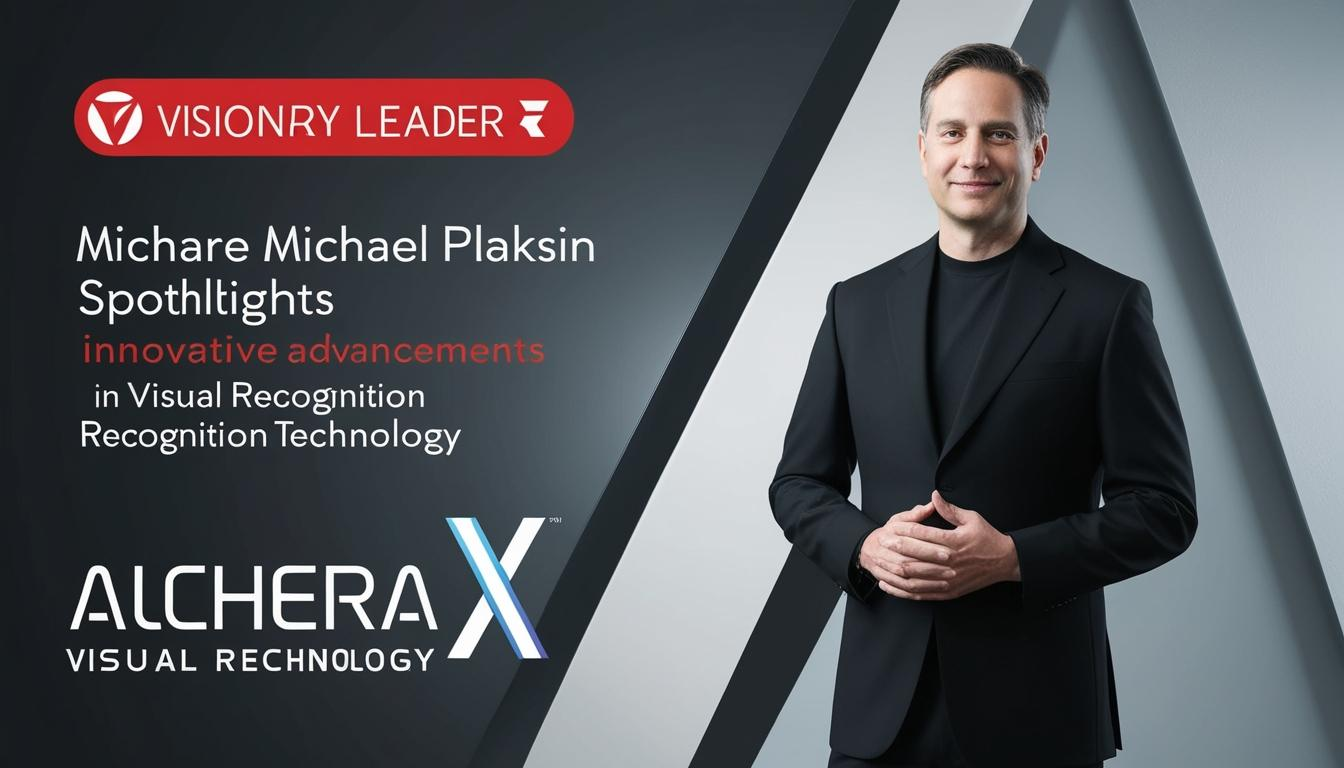 VISIONRY LEADER
Michare Michael Plaksin
Spothltights
innovative advancements
in Visual Recognition
Recognition Technology
ALCHERA X
VISUAL RECHNOLOGY